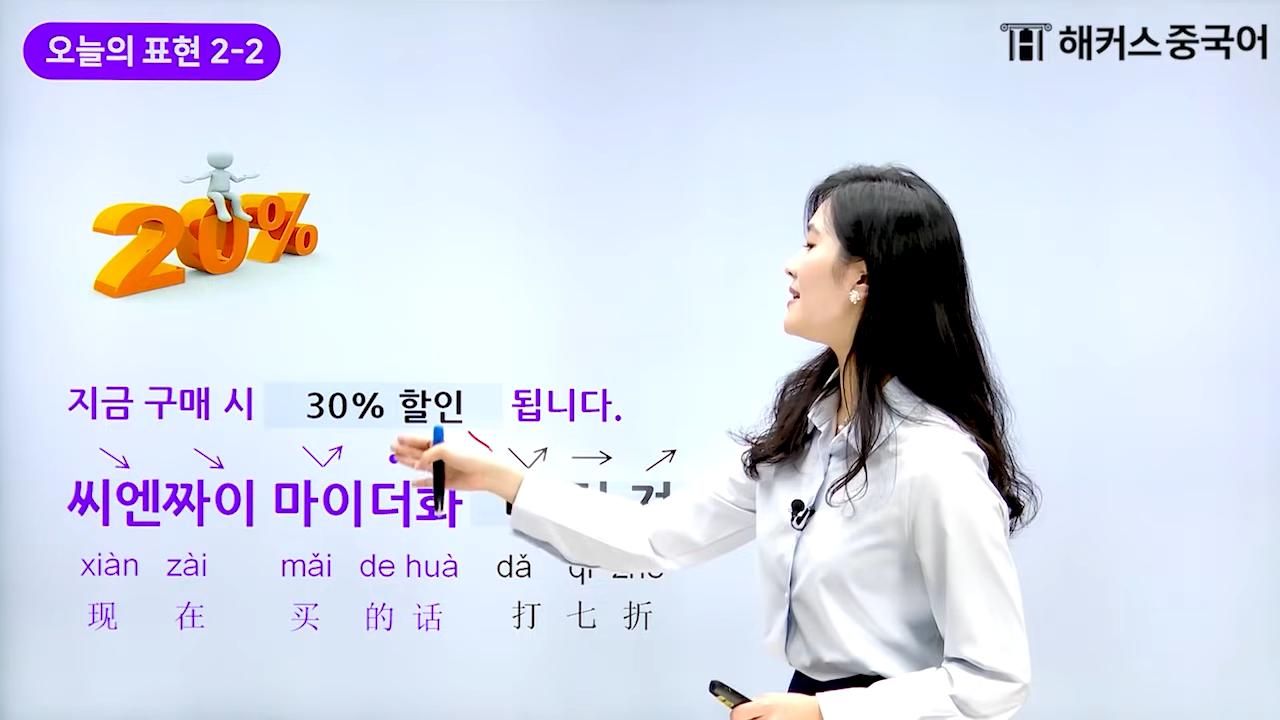 오늘의 표현 2-2
해커스중국어
20%
지금 구매 시 30% 할인 됩니다.
씨엔짜이 마이더화
xiàn zài mǎi de huà dǎ
现 在 买 的 话 打 七 折